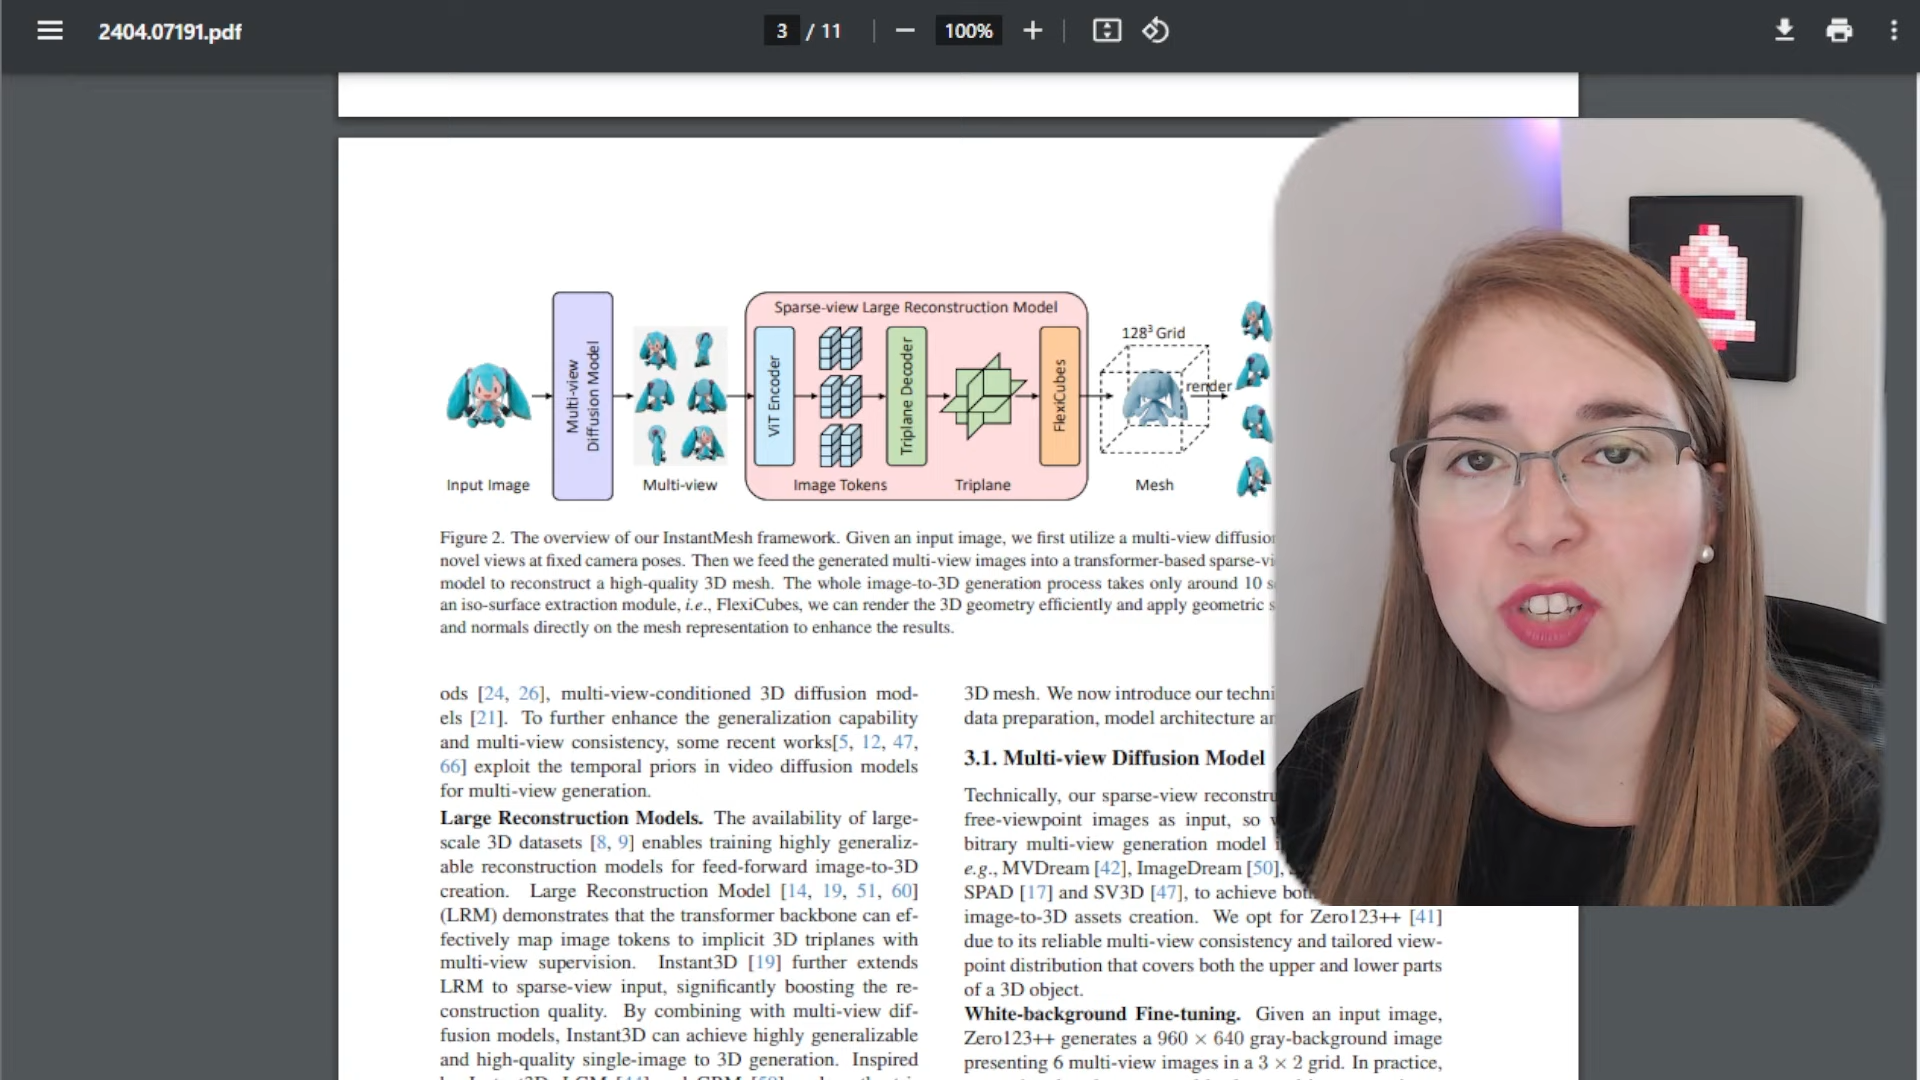 2404.07191.pdf
3 / 11
100%
Sparse-view Large Reconstruction Model
Multi-view
Diffusion Model
ViT Encoder
Triplane Decoder
FlexiCubes
128³ Grid
render
Input Image
Multi-view
Image Tokens
Triplane
Mesh
Figure 2. The overview of our InstantMesh framework. Given an input image, we first utilize a multi-view
novel views at fixed camera poses. Then we feed the generated multi-view images into a transformer-based
model to reconstruct a high-quality 3D mesh. The whole image-to-3D generation process takes only around 10
an iso-surface extraction module, i.e., FlexiCubes, we can render the 3D geometry efficiently and apply geometric
and normals directly on the mesh representation to enhance the results.
ods [24, 26], multi-view-conditioned 3D diffusion mod-
els [21]. To further enhance the generalization capability
and multi-view consistency, some recent works[5, 12, 47,
66] exploit the temporal priors in video diffusion models
for multi-view generation.
Large Reconstruction Models. The availability of large-
scale 3D datasets [8, 9] enables training highly generaliz-
able reconstruction models for feed-forward image-to-3D
creation. Large Reconstruction Model [14, 19, 51, 60]
(LRM) demonstrates that the transformer backbone can ef-
fectively map image tokens to implicit 3D triplanes with
multi-view supervision. Instant3D [19] further extends
LRM to sparse-view input, significantly boosting the re-
construction quality. By combining with multi-view dif-
fusion models, Instant3D can achieve highly generalizable
and high-quality single-image to 3D generation. Inspired
3D mesh. We now introduce our
data preparation, model architecture
3.1. Multi-view Diffusion Model
Technically, our sparse-view
free-viewpoint images as input, so
bitrary multi-view generation model
e.g., MVDream [42], ImageDream [50],
SPAD [17] and SV3D [47], to achieve
image-to-3D assets creation. We opt for Zero123++ [41]
due to its reliable multi-view consistency and tailored view-
point distribution that covers both the upper and lower parts
of a 3D object.
White-background Fine-tuning. Given an input image,
Zero123++ generates a 960 × 640 gray-background image
presenting 6 multi-view images in a 3 × 2 grid. In practice,